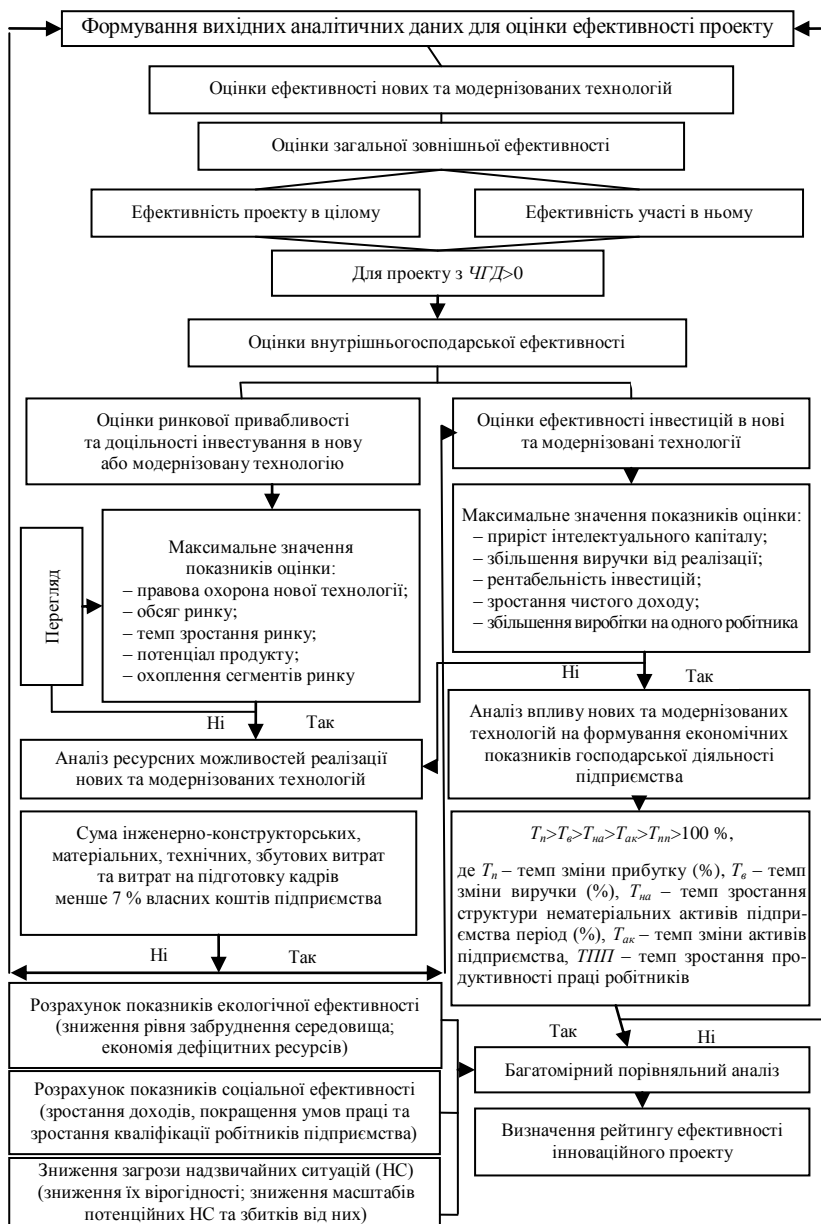 Формування вихідних аналітичних даних для оцінки ефективності проекту
Оцінки ефективності нових та модернізованих технологій
Оцінки загальної зовнішньої ефективності
Ефективність проекту в цілому
Ефективність участі в ньому
Для проекту з ЧГД>0
Оцінки внутрішньогосподарської ефективності
Оцінки ринкової привабливості
та доцільності інвестування в нову
або модернізовану технологію
Оцінки ефективності інвестицій в нові
та модернізовані технології
Перегляд
Максимальне значення
показників оцінки:
– правова охорона нової технології;
– обсяг ринку;
– темп зростання ринку;
– потенціал продукту;
– охоплення сегментів ринку
Ні
Так
Максимальне значення показників оцінки:
– приріст інтелектуального капіталу;
– збільшення виручки від реалізації;
– рентабельність інвестицій;
– зростання чистого доходу;
– збільшення виробітки на одного робітника
Ні
Так
Аналіз ресурсних можливостей реалізації
нових та модернізованих технологій
Аналіз впливу нових та модернізованих
технологій на формування економічних
показників господарської діяльності
підприємства
Сума інженерно-конструкторських,
матеріальних, технічних, збутових витрат
та витрат на підготовку кадрів
менше 7 % власних коштів підприємства
Ні
Так
Тп>Тв>Тна>Так>Тпп>100 %,
де Тп – темп зміни прибутку (%), Тв – темп
зміни виручки (%), Тна – темп зростання
структури нематеріальних активів підпри-
ємства період (%), Так – темп зміни активів
підприємства, ТПП – темп зростання про-
дуктивності праці робітників
Так
Ні
Розрахунок показників екологічної ефективності
(зниження рівня забруднення середовища;
економія дефіцитних ресурсів)
Розрахунок показників соціальної ефективності
(зростання доходів, покращення умов праці та
зростання кваліфікації робітників підприємства)
Зниження загрози надзвичайних ситуацій (НС)
(зниження їх вірогідності; зниження масштабів
потенційних НС та збитків від них)
Багатомірний порівняльний аналіз
Визначення рейтингу ефективності
інноваційного проекту